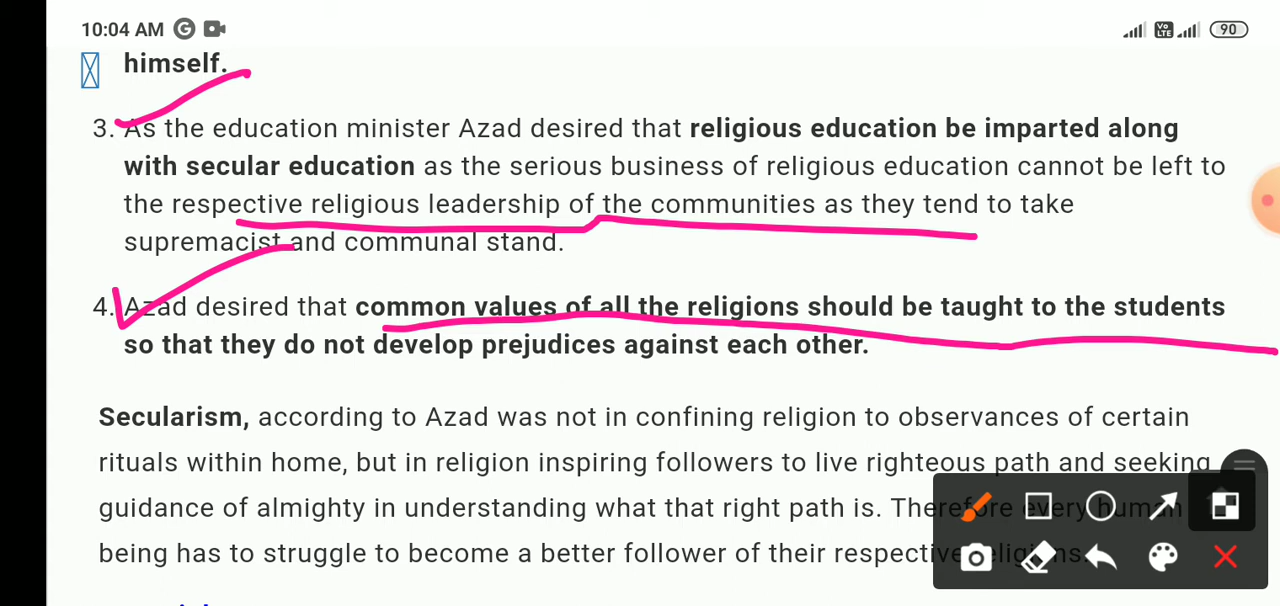 10:04 AM
Vo LTE 90
himself.
3. As the education minister Azad desired that religious education be imparted along
with secular education as the serious business of religious education cannot be left to
the respective religious leadership of the communities as they tend to take
supremacist and communal stand.
4. Azad desired that common values of all the religions should be taught to the students
so that they do not develop prejudices against each other.
Secularism, according to Azad was not in confining religion to observances of certain
rituals within home, but in religion inspiring followers to live righteous path and seeking
guidance of almighty in understanding what that right path is. Therefore every human
being has to struggle to become a better follower of their respective religions.